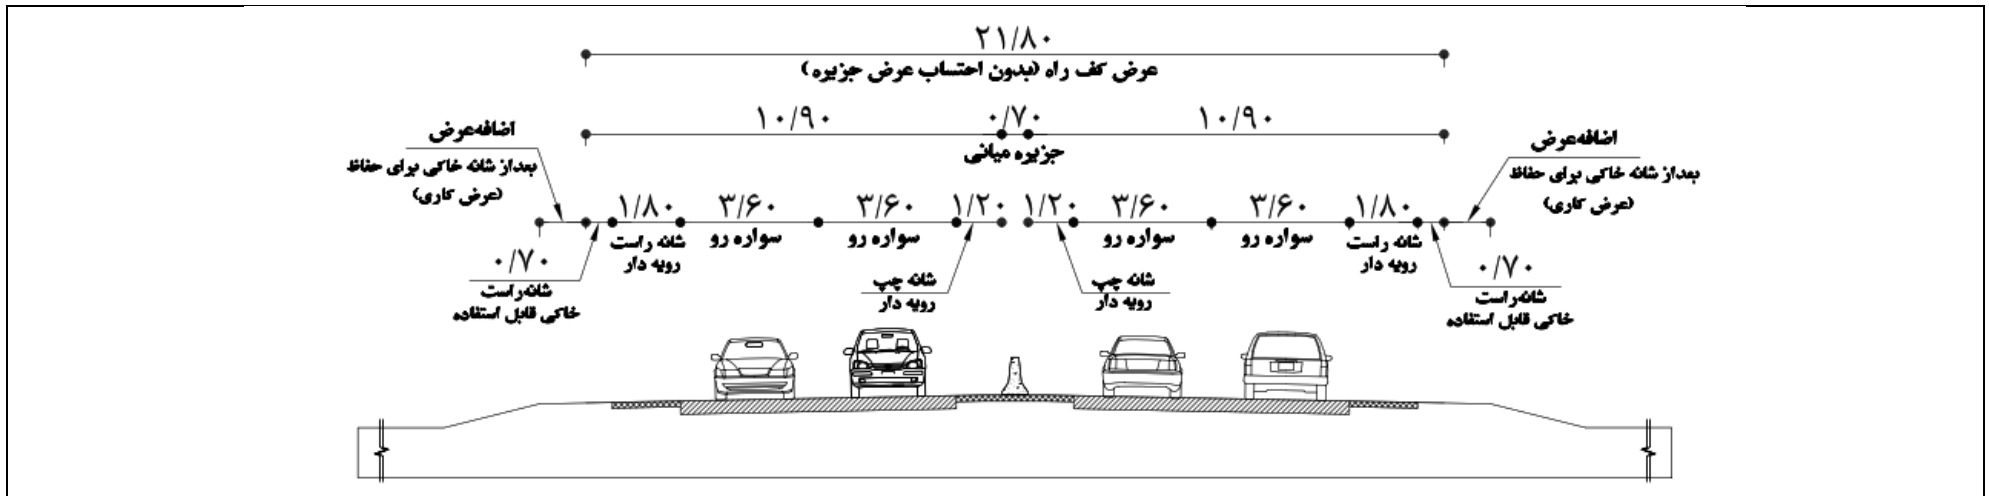 ۲۱/۸۰
عرض کف راه (بدون احتساب عرض جزیره)
۱۰/۹۰
۰/۷۰
۱۰/۹۰
جزیره میانی
اضافه‌عرض
بعداز شانه خاکی برای حفاظ
(عرض کاری)
اضافه‌عرض
بعداز شانه خاکی برای حفاظ
(عرض کاری)
۱/۸۰
۳/۶۰
۳/۶۰
۱/۲۰
۱/۲۰
۳/۶۰
۳/۶۰
۱/۸۰
شانه راست
رویه دار
سواره رو
سواره رو
سواره رو
سواره رو
شانه راست
رویه دار
۰/۷۰
شانه‌راست
خاکی قابل استفاده
شانه چپ
رویه دار
شانه چپ
رویه دار
۰/۷۰
شانه‌راست
خاکی قابل استفاده